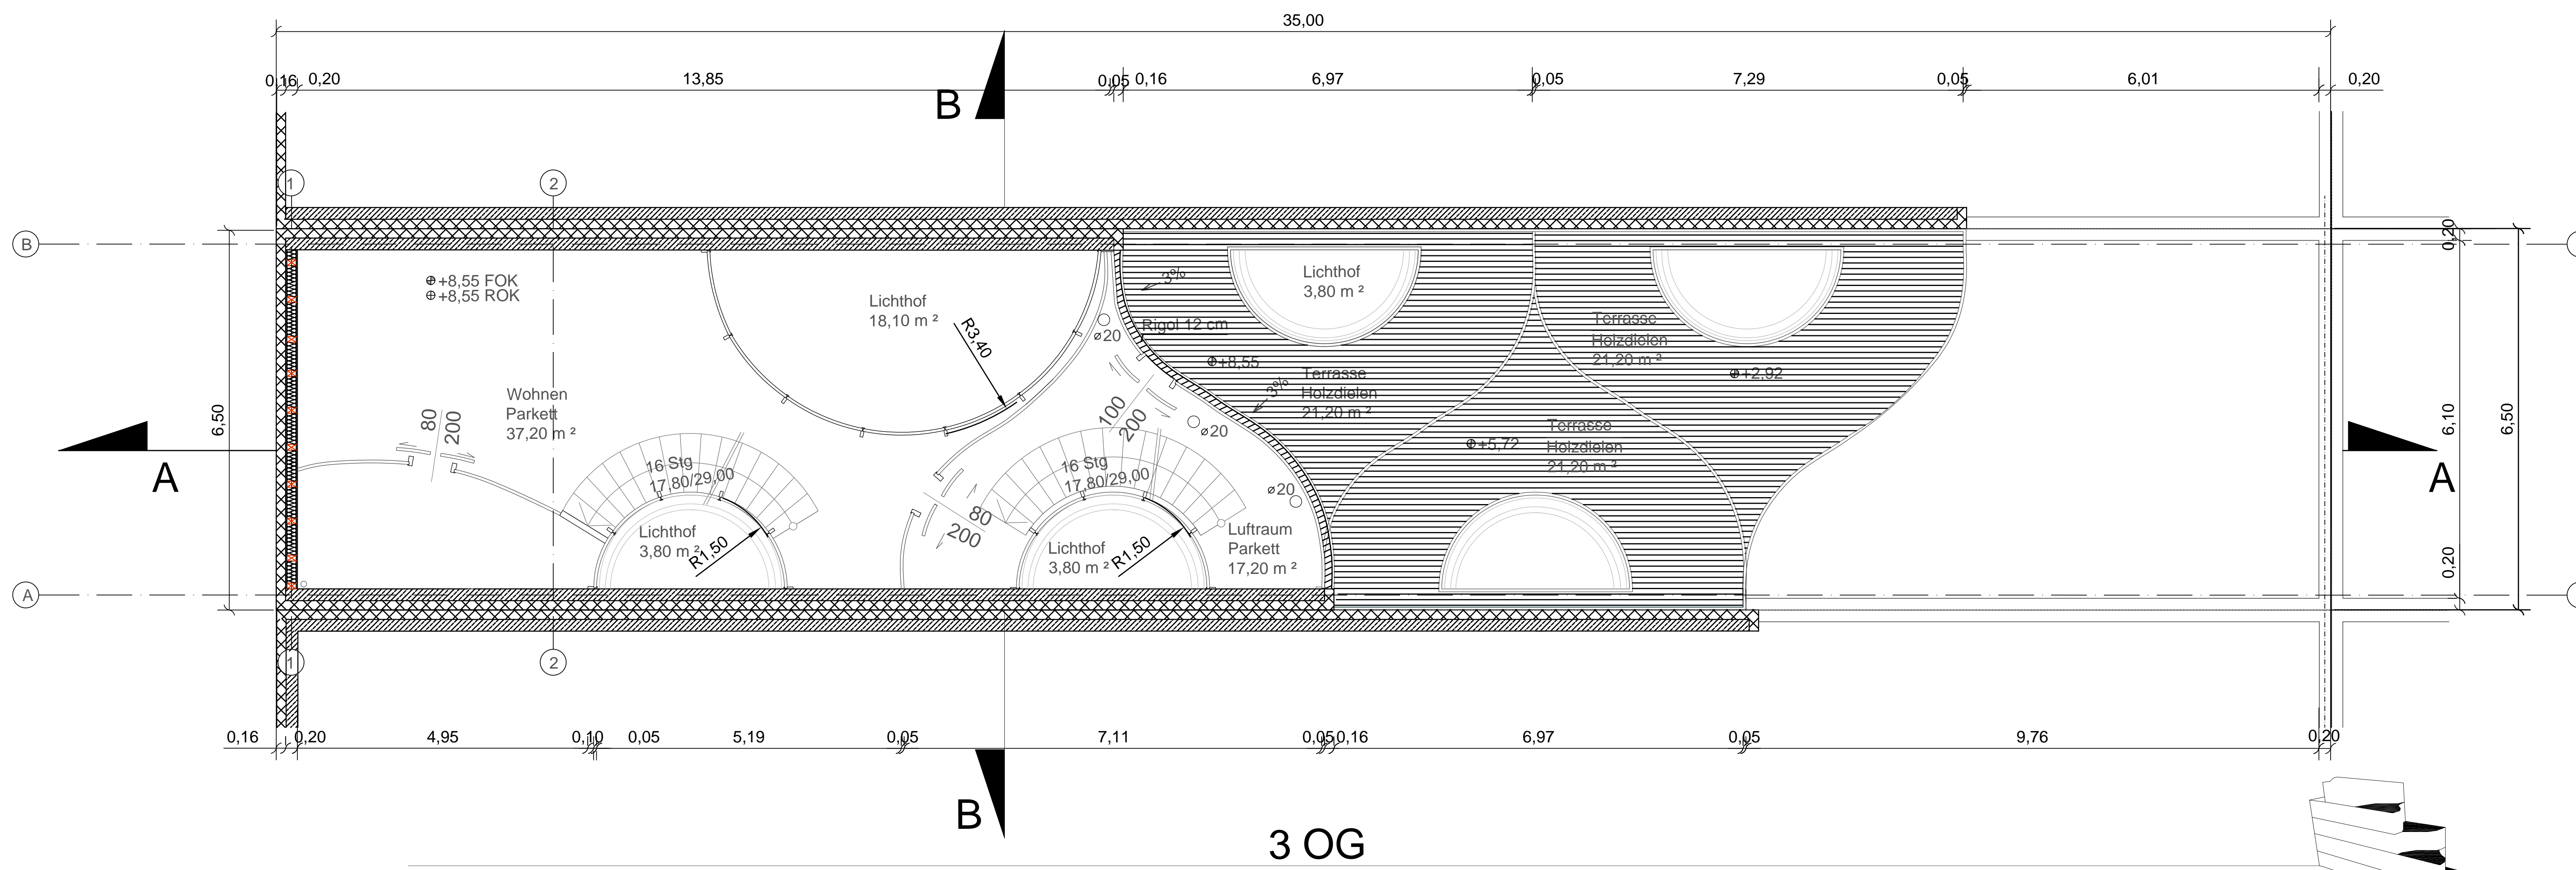 35,00
0,16
0,20
13,85
0,05
0,16
6,97
0,05
7,29
0,05
6,01
0,20
B
1
2
B
+8,55 FOK
+8,55 ROK
Lichthof
18,10 m ²
R3,40
⌀20
3%
Rigol 12 cm
+8,55
3%
Lichthof
3,80 m ²
Terrasse
Holzdielen
21,20 m ²
Terrasse
Holzdielen
21,20 m ²
+2,92
+5,72
Terrasse
Holzdielen
21,20 m ²
0,20
6,10
6,50
0,20
6,50
Wohnen
Parkett
37,20 m ²
80
200
100
200
⌀20
⌀20
A
A
16 Stg
17,80/29,00
16 Stg
17,80/29,00
80
200
Lichthof
3,80 m ²
R1,50
Lichthof
3,80 m ²
R1,50
Luftraum
Parkett
17,20 m ²
A
1
2
0,16
0,20
4,95
0,10
0,05
5,19
0,05
7,11
0,05
0,16
6,97
0,05
9,76
0,20
B
3 OG